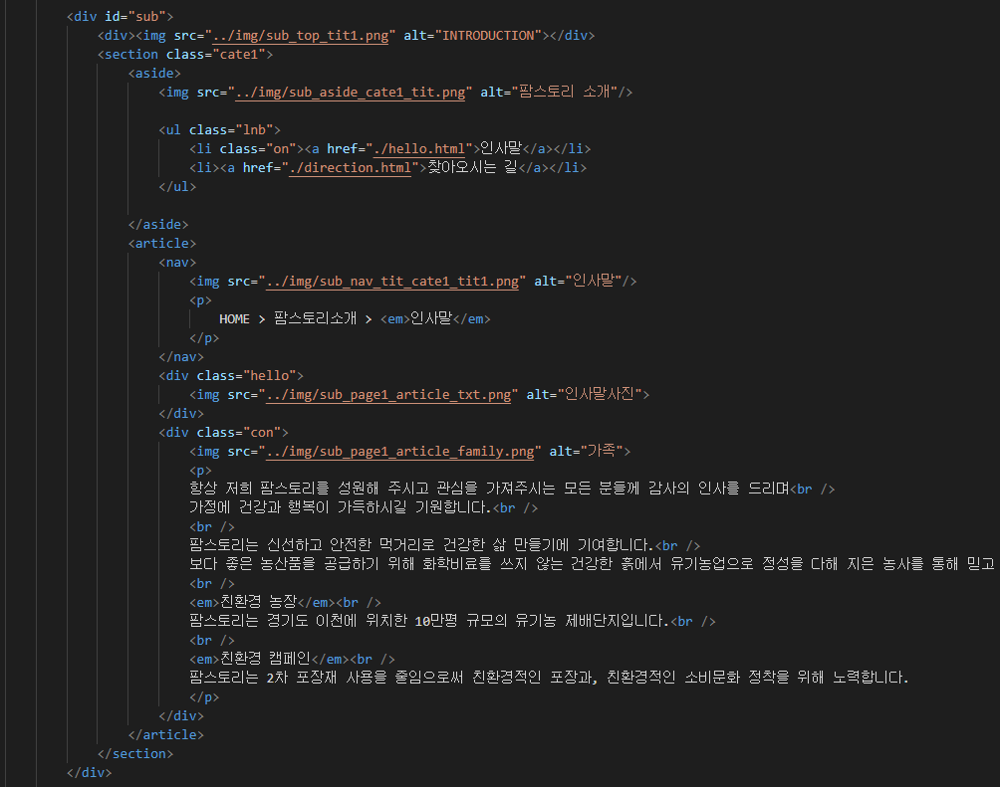 <div id="sub">
<div><img src="../img/sub_top_tit1.png" alt="INTRODUCTION"></div>
<section class="cate1">
<aside>
<img src="../img/sub_aside_cate1_tit.png" alt="팜스토리 소개"/>
<ul class="lnb">
<li class="on"><a href="./hello.html">인사말</a></li>
<li><a href="./direction.html">찾아오시는 길</a></li>
</ul>
</aside>
<article>
<nav>
<img src="../img/sub_nav_tit_cate1_tit1.png" alt="인사말"/>
<p>
HOME > 팜스토리소개 > <em>인사말</em>
</p>
</nav>
<div class="hello">
<img src="../img/sub_page1_article_txt.png" alt="인사말사진">
</div>
<div class="con">
<img src="../img/sub_page1_article_family.png" alt="가족">
<p>
항상 저희 팜스토리를 성원해 주시고 관심을 가져주시는 모든 분들께 감사의 인사를 드리며<br />
가정에 건강과 행복이 가득하시길 기원합니다.<br />
<br />
팜스토리는 신선하고 안전한 먹거리로 건강한 삶 만들기에 기여합니다.<br />
보다 좋은 농산품을 공급하기 위해 화학비료를 쓰지 않는 건강한 흙에서 유기농업으로 정성을 다해 지은 농사를 통해 믿고
<br />
<em>친환경 농장</em><br />
팜스토리는 경기도 이천에 위치한 10만평 규모의 유기농 제배단지입니다.<br />
<br />
<em>친환경 캠페인</em><br />
팜스토리는 2차 포장재 사용을 줄임으로써 친환경적인 포장과, 친환경적인 소비문화 정착을 위해 노력합니다.
</p>
</div>
</article>
</section>
</div>